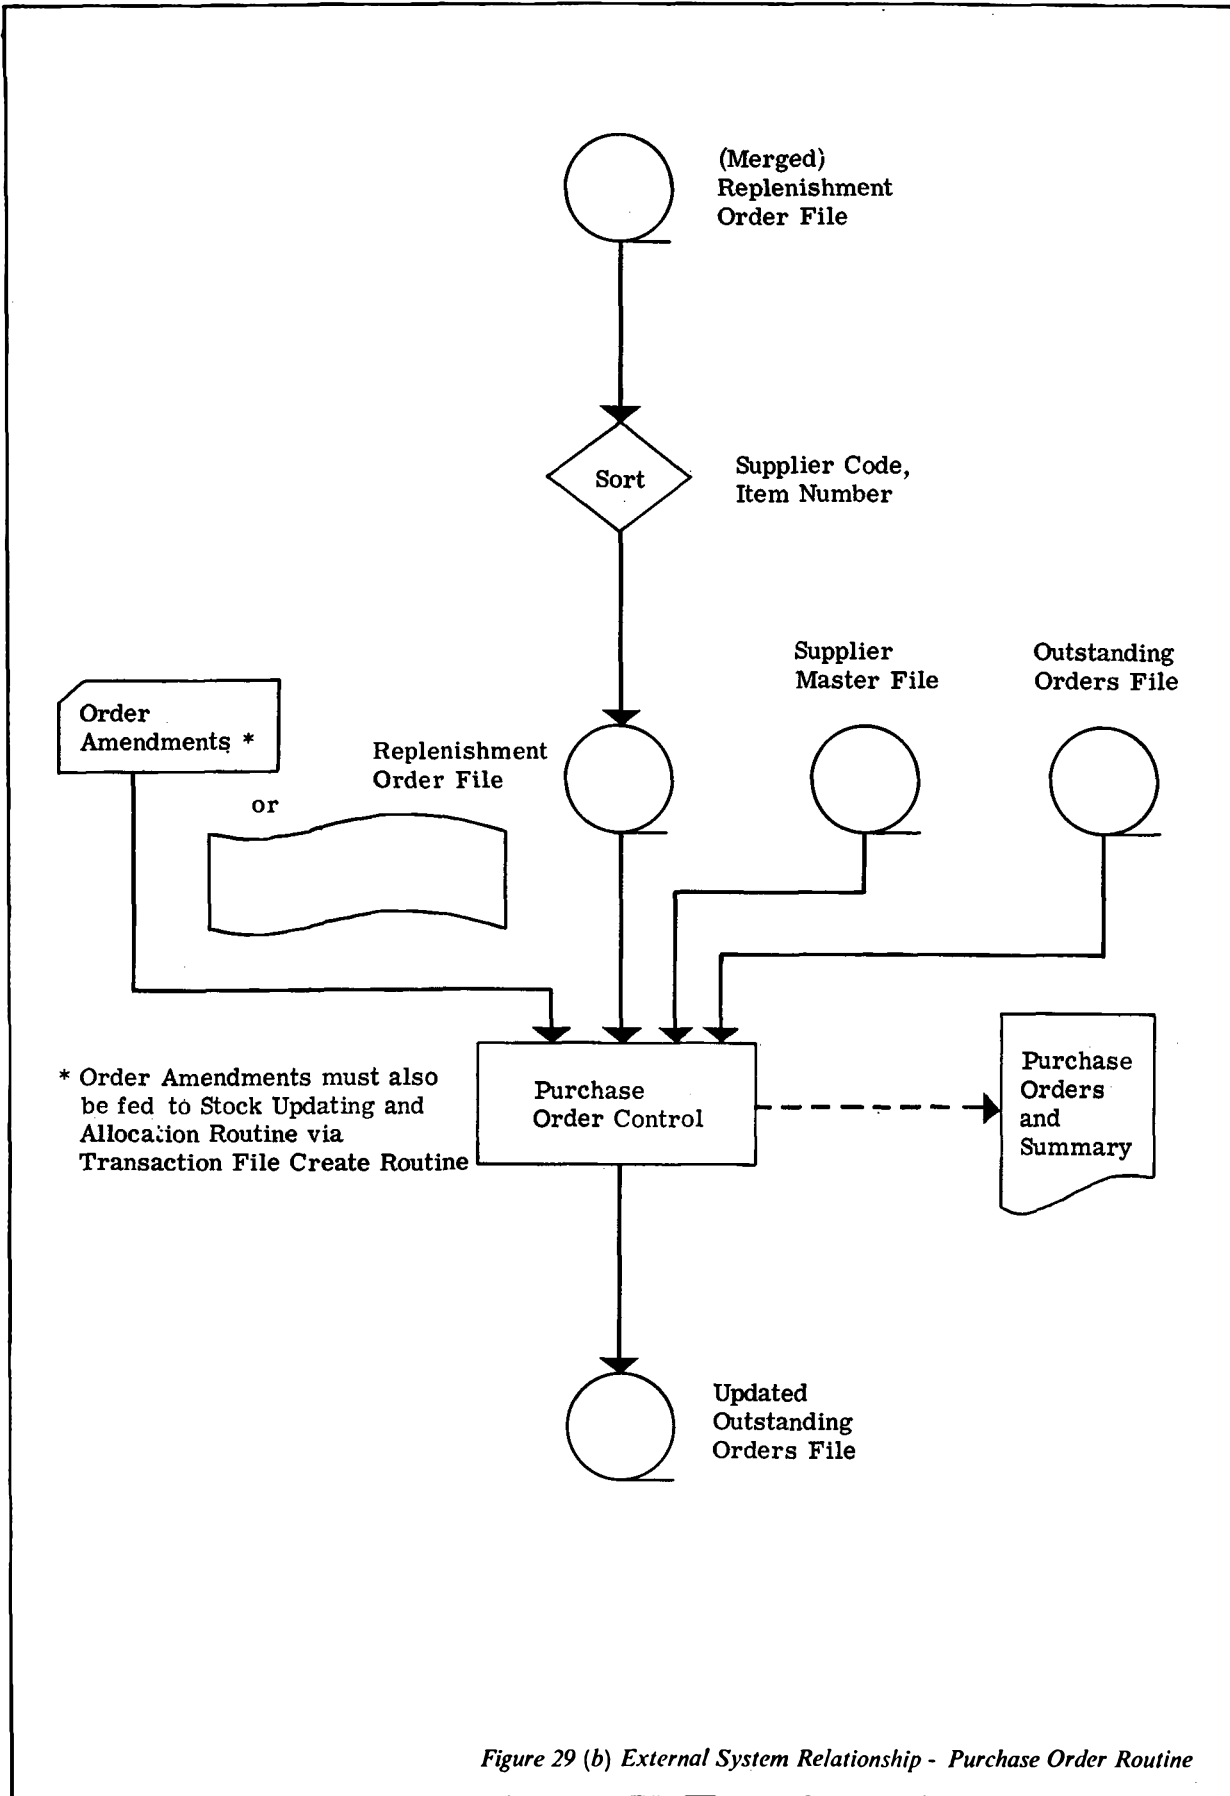 (Merged)
Replenishment
Order File
Sort
Supplier Code,
Item Number
Supplier
Master File
Outstanding
Orders File
Order
Amendments *
or
Replenishment
Order File
* Order Amendments must also
be fed to Stock Updating and
Allocation Routine via
Transaction File Create Routine
Purchase
Order Control
Purchase
Orders
and
Summary
Updated
Outstanding
Orders File
Figure 29 (b) External System Relationship - Purchase Order Routine